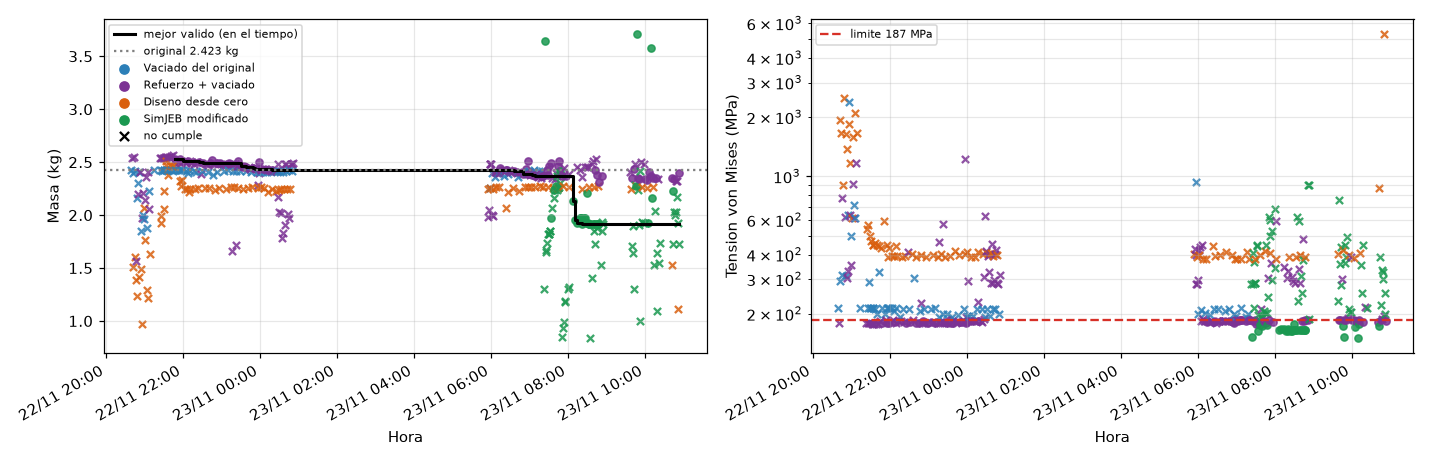 3.5
3.0
2.5
2.0
1.5
1.0
Masa (kg)
mejor valido (en el tiempo)
original 2.423 kg
Vaciado del original
Refuerzo + vaciado
Diseno desde cero
SimJEB modificado
no cumple
22/11 20:00
22/11 22:00
23/11 00:00
23/11 02:00
23/11 04:00
23/11 06:00
23/11 08:00
23/11 10:00
Hora
6 × 10³
4 × 10³
3 × 10³
2 × 10³
10³
6 × 10²
4 × 10²
3 × 10²
2 × 10²
Tension von Mises (MPa)
limite 187 MPa
22/11 20:00
22/11 22:00
23/11 00:00
23/11 02:00
23/11 04:00
23/11 06:00
23/11 08:00
23/11 10:00
Hora